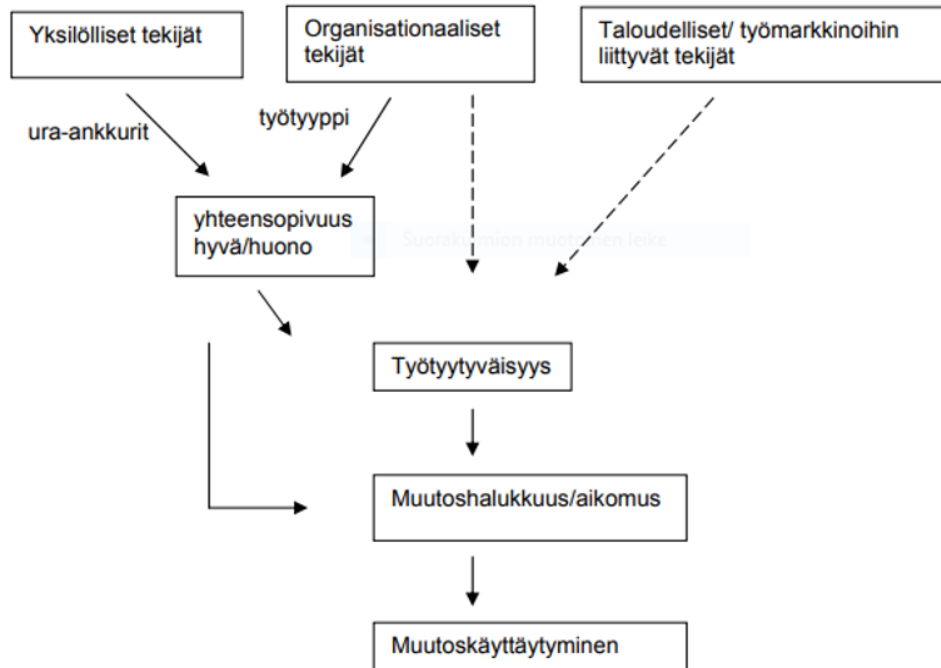 Yksilölliset tekijät
Organisationaaliset
tekijät
Taloudelliset/ työmarkkinoihin
liittyvät tekijät
ura-ankkurit
työtyyppi
yhteensopivuus
hyvä/huono
Suorakulmion muotoinen leike
Työtyytyväisyys
Muutoshalukkuus/aikomus
Muutoskäyttäytyminen